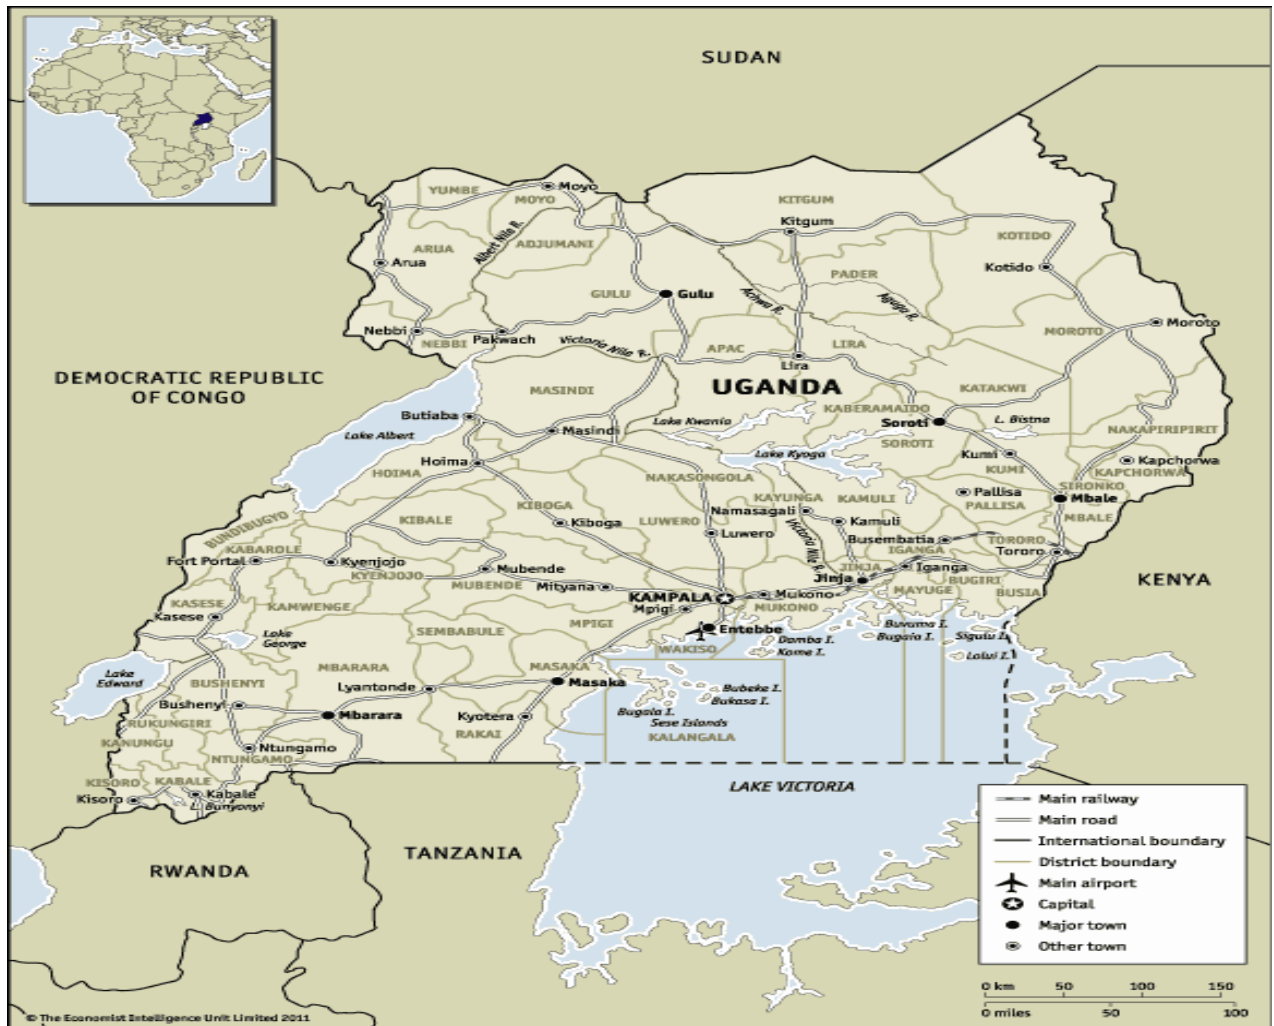 SUDAN
YUMBE
Moyo
MOYO
KITGUM
Kitgum
ARUA
Albert Nile R.
ADJUMANI
KOTIDO
Arua
Kotido
PADER
GULU
Gulu
Achwa R.
Aguga R.
Nebbi
NEBBI
Pakwach
Victoria Nile R.
APAC
LIRA
Lira
MOROTO
Moroto
DEMOCRATIC REPUBLIC
OF CONGO
UGANDA
MASINDI
KATAKWI
Butiaba
Lake Albert
Masindi
Lake Kwania
KABERAMAIDO
Soroti
SOROTI
L. Bistna
NAKAPIRIPIRIT
Hoima
HOIMA
Lake Kyoga
Kumi
KUMI
Kapchorwa
KAPCHORWA
NAKASONGOLA
SIRONKO
Mbale
MBALE
KIBOGA
Kiboga
KAYUNGA
KAMULI
Pallisa
PALLISA
BUNDIBUGYO
KIBALE
LUWERO
Luwero
Namasagali
Kamuli
Victoria Nile R.
Busembatia
TORORO
Tororo
KABAROLE
Fort Portal
Kyenjojo
KYENJOJO
Mubende
MUBENDE
Mityana
IGANGA
Iganga
JINJA
Jinja
BUGIRI
KENYA
KASESE
Kasese
KAMWENGE
KAMPALA
Mpigi
MPIGI
Mukono
MUKONO
MAYUGE
BUSIA
Lake
George
SEMBABULE
Entebbe
WAKISO
Damba I.
Kome I.
Buvuma I.
Bugaia I.
Sigulu I.
Lolui I.
Lake
Edward
MBARARA
MASAKA
Masaka
BUSHENYI
Bushenyi
Lyantonde
Bubeke I.
Bukasa I.
Bugala I.
Sese Islands
KALANGALA
RUKUNGIRI
Mbarara
Kyotera
RAKAI
KANUNGU
Ntungamo
NTUNGAMO
KISORO
Kisoro
KABALE
Kabale
L. Bunyonyi
LAKE VICTORIA
RWANDA
TANZANIA
Main railway
Main road
International boundary
District boundary
Main airport
Capital
Major town
Other town
0 km 50 100 150
0 miles 50 100
© The Economist Intelligence Unit Limited 2011